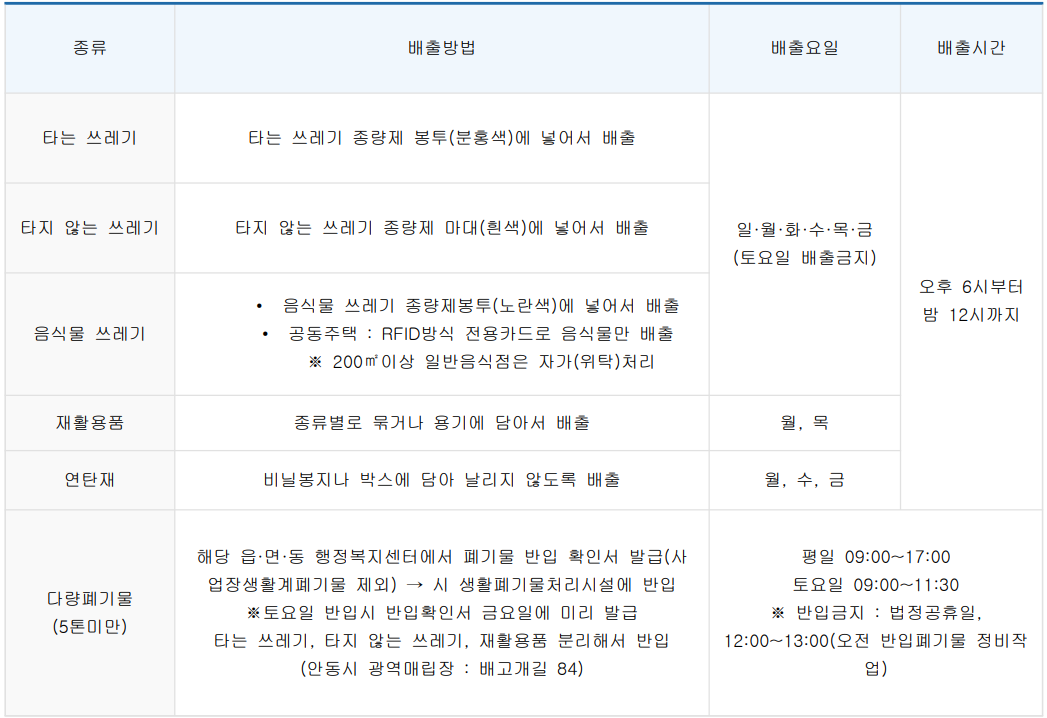 종류
배출방법
배출요일
배출시간
타는 쓰레기
타는 쓰레기 종량제 봉투(분홍색)에 넣어서 배출
타지 않는 쓰레기
타지 않는 쓰레기 종량제 마대(흰색)에 넣어서 배출
일·월·화·수·목·금
(토요일 배출금지)
오후 6시부터
밤 12시까지
음식물 쓰레기
• 음식물 쓰레기 종량제봉투(노란색)에 넣어서 배출
• 공동주택 : RFID방식 전용카드로 음식물만 배출
※ 200㎡이상 일반음식점은 자가(위탁)처리
재활용품
종류별로 묶거나 용기에 담아서 배출
월, 목
연탄재
비닐봉지나 박스에 담아 날리지 않도록 배출
월, 수, 금
다량폐기물
(5톤미만)
해당 읍·면·동 행정복지센터에서 폐기물 반입 확인서 발급(사
업장생활계폐기물 제외) → 시 생활폐기물처리시설에 반입
※토요일 반입시 반입확인서 금요일에 미리 발급
타는 쓰레기, 타지 않는 쓰레기, 재활용품 분리해서 반입
(안동시 광역매립장 : 배고개길 84)
평일 09:00~17:00
토요일 09:00~11:30
※ 반입금지 : 법정공휴일,
12:00~13:00(오전 반입폐기물 정비작
업)